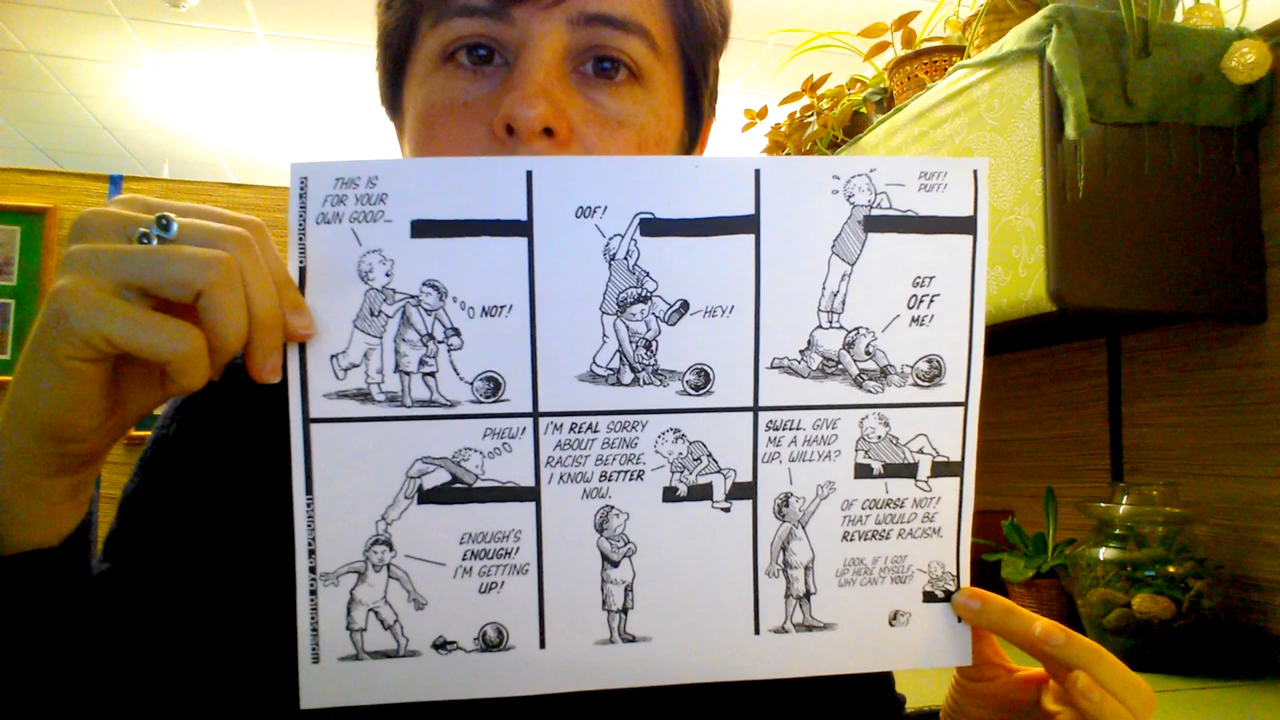 THIS IS
FOR YOUR
OWN GOOD...
NOT!
OOF!
HEY!
PUFF!
PUFF!
GET
OFF
ME!
PHEW!
ENOUGH'S
ENOUGH!
I'M GETTING
UP!
I'M REAL SORRY
ABOUT BEING
RACIST BEFORE.
I KNOW BETTER
NOW.
SWELL. GIVE
ME A HAND
UP, WILLYA?
OF COURSE NOT!
THAT WOULD BE
REVERSE RACISM.
LOOK, IF I GOT
UP HERE MYSELF,
WHY CAN'T YOU?